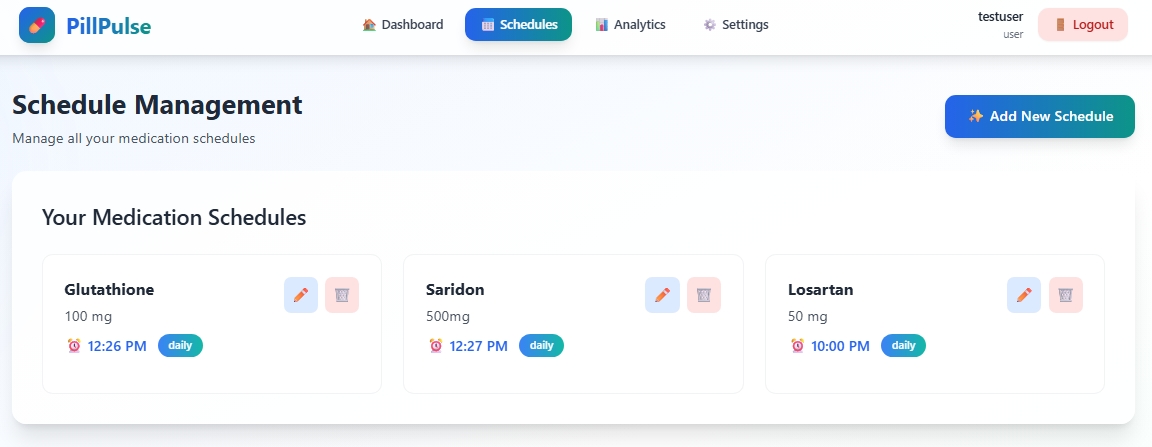 PillPulse
Dashboard
Schedules
Analytics
Settings
testuser
user
Logout
Schedule Management
Manage all your medication schedules
Add New Schedule
Your Medication Schedules
Glutathione
100 mg
12:26 PM daily
Saridon
500mg
12:27 PM daily
Losartan
50 mg
10:00 PM daily